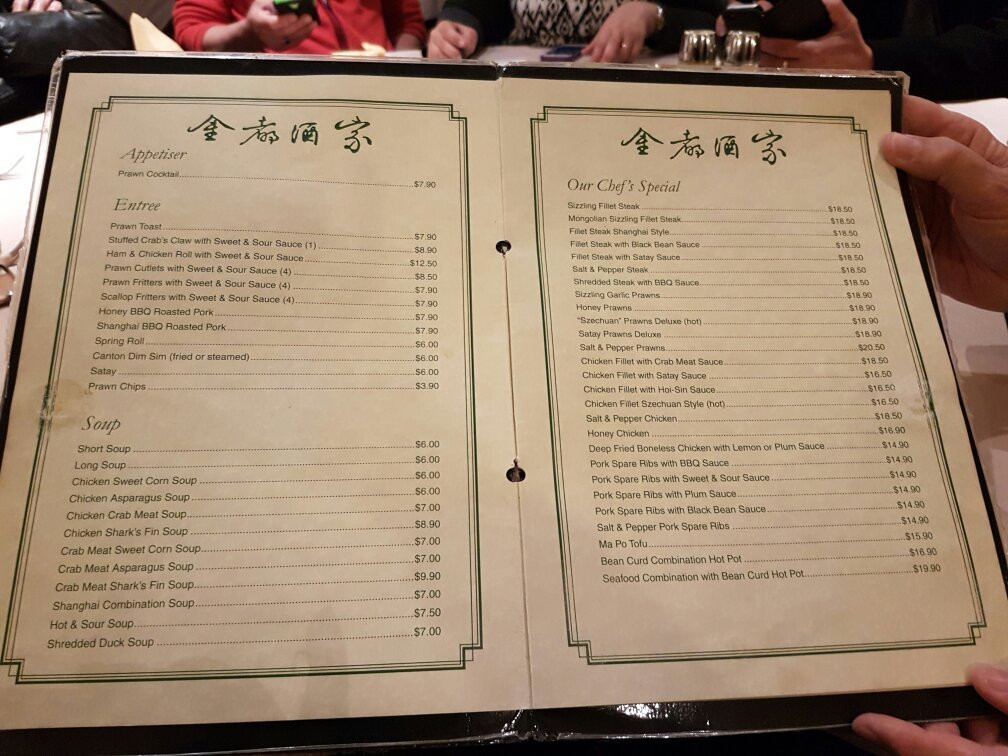 金都酒家
Appetiser
Prawn Cocktail $7.90
Entree
Prawn Toast $7.90
Stuffed Crab's Claw with Sweet & Sour Sauce (1) $8.90
Ham & Chicken Roll with Sweet & Sour Sauce $12.50
Prawn Cutlets with Sweet & Sour Sauce (4) $8.50
Prawn Fritters with Sweet & Sour Sauce (4) $7.90
Scallop Fritters with Sweet & Sour Sauce (4) $7.90
Honey BBQ Roasted Pork $7.90
Shanghai BBQ Roasted Pork $7.90
Spring Roll $6.00
Canton Dim Sim (fried or steamed) $6.00
Satay $6.00
Prawn Chips $3.90
Soup
Short Soup $6.00
Long Soup $6.00
Chicken Sweet Corn Soup $6.00
Chicken Asparagus Soup $6.00
Chicken Crab Meat Soup $7.00
Chicken Shark's Fin Soup $8.90
Crab Meat Sweet Corn Soup $7.00
Crab Meat Asparagus Soup $7.00
Crab Meat Shark's Fin Soup $9.90
Shanghai Combination Soup $7.00
Hot & Sour Soup $7.50
Shredded Duck Soup $7.00
金都酒家
Our Chef's Special
Sizzling Fillet Steak $18.50
Mongolian Sizzling Fillet Steak $18.50
Fillet Steak Shanghai Style $18.50
Fillet Steak with Black Bean Sauce $18.50
Fillet Steak with Satay Sauce $18.50
Salt & Pepper Steak $18.50
Shredded Steak with BBQ Sauce $18.50
Sizzling Garlic Prawns $18.90
Honey Prawns $18.90
"Szechuan" Prawns Deluxe (hot) $18.90
Satay Prawns Deluxe $18.90
Salt & Pepper Prawns $20.50
Chicken Fillet with Crab Meat Sauce $18.50
Chicken Fillet with Satay Sauce $16.50
Chicken Fillet with Hoi-Sin Sauce $16.50
Chicken Fillet Szechuan Style (hot) $16.50
Salt & Pepper Chicken $18.50
Honey Chicken $16.90
Deep Fried Boneless Chicken with Lemon or Plum Sauce $14.90
Pork Spare Ribs with BBQ Sauce $14.90
Pork Spare Ribs with Sweet & Sour Sauce $14.90
Pork Spare Ribs with Plum Sauce $14.90
Pork Spare Ribs with Black Bean Sauce $14.90
Salt & Pepper Pork Spare Ribs $14.90
Ma Po Tofu $15.90
Bean Curd Combination Hot Pot $16.90
Seafood Combination with Bean Curd Hot Pot $19.90